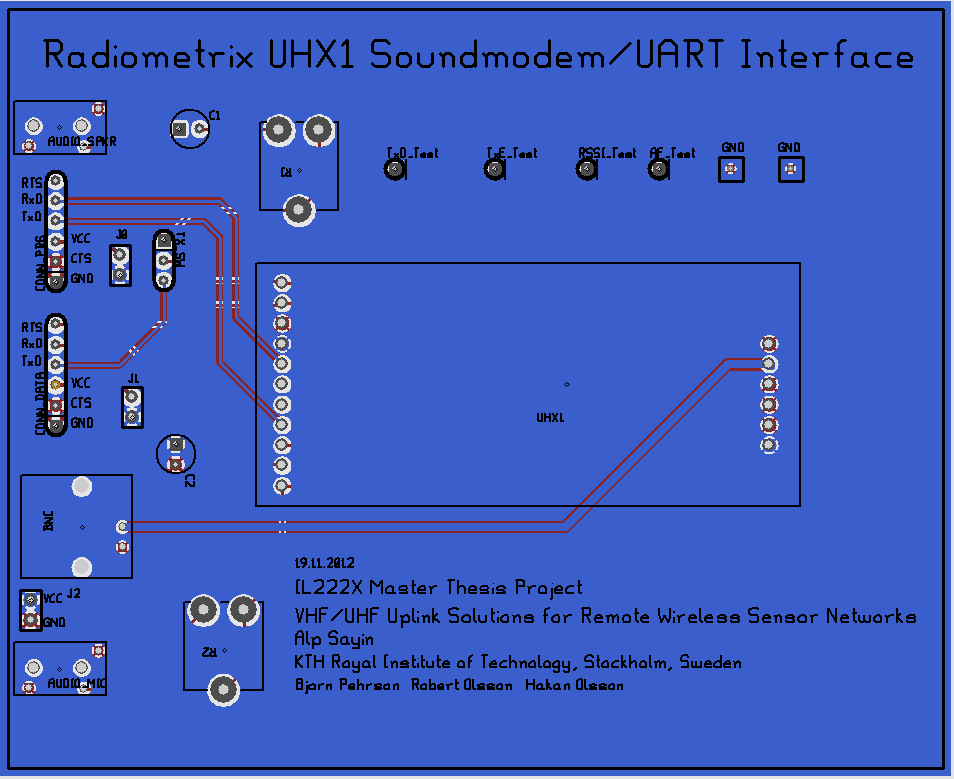 Radiometrix UHX1 Soundmodem/UART Interface
AUDIO_SPKR
C1
R1
TxD_Test
TxE_Test
RSSI_Test
AF_Test
GND
GND
RTS
RxD
TxD
VCC
CTS
GND
J0
RTS
RxD
TxD
VCC
CTS
GND
CONN_DATA
J1
UHX1
C2
BNC
J2
VCC
GND
R2
AUDIO_MIC
19.11.2012
IL222X Master Thesis Project
VHF/UHF Uplink Solutions for Remote Wireless Sensor Networks
Alp Sayin
KTH Royal Institute of Technology, Stockholm, Sweden
Bjorn Pehrson Robert Olsson Hakan Olsson